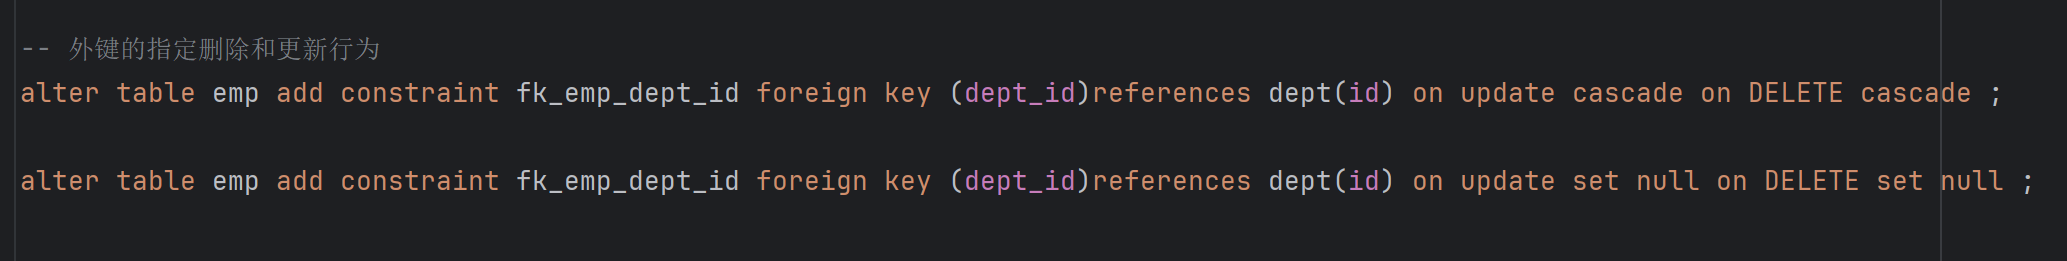 -- 外键的指定删除和更新行为
alter table emp add constraint fk_emp_dept_id foreign key (dept_id)references dept(id) on update cascade on DELETE cascade ;
alter table emp add constraint fk_emp_dept_id foreign key (dept_id)references dept(id) on update set null on DELETE set null ;